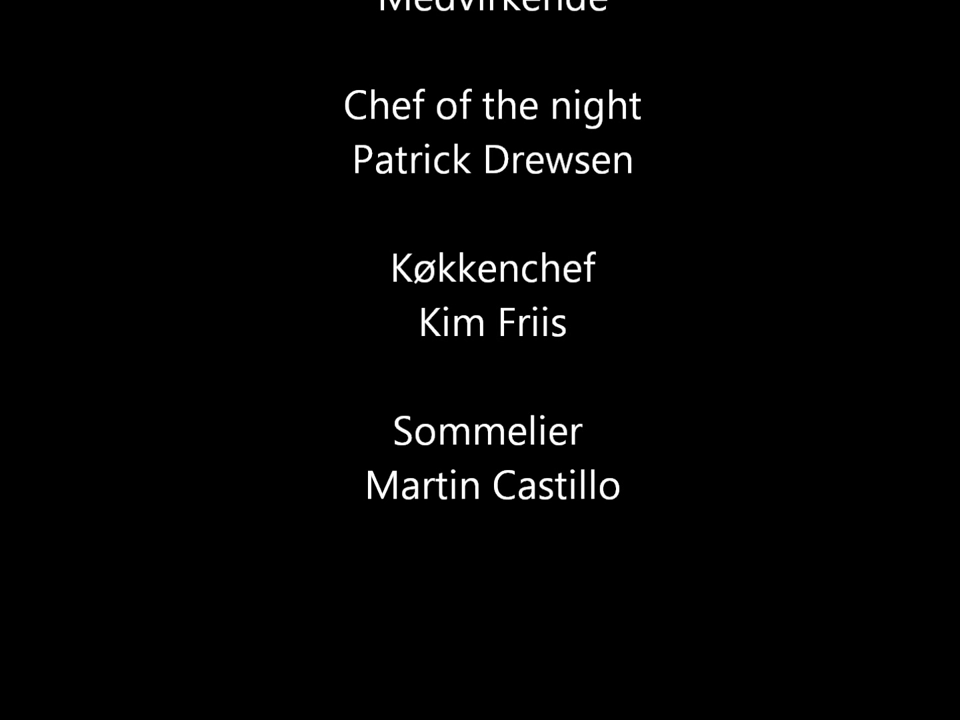 Medvirkende
Chef of the night
Patrick Drewsen
Køkkenchef
Kim Friis
Sommelier
Martin Castillo